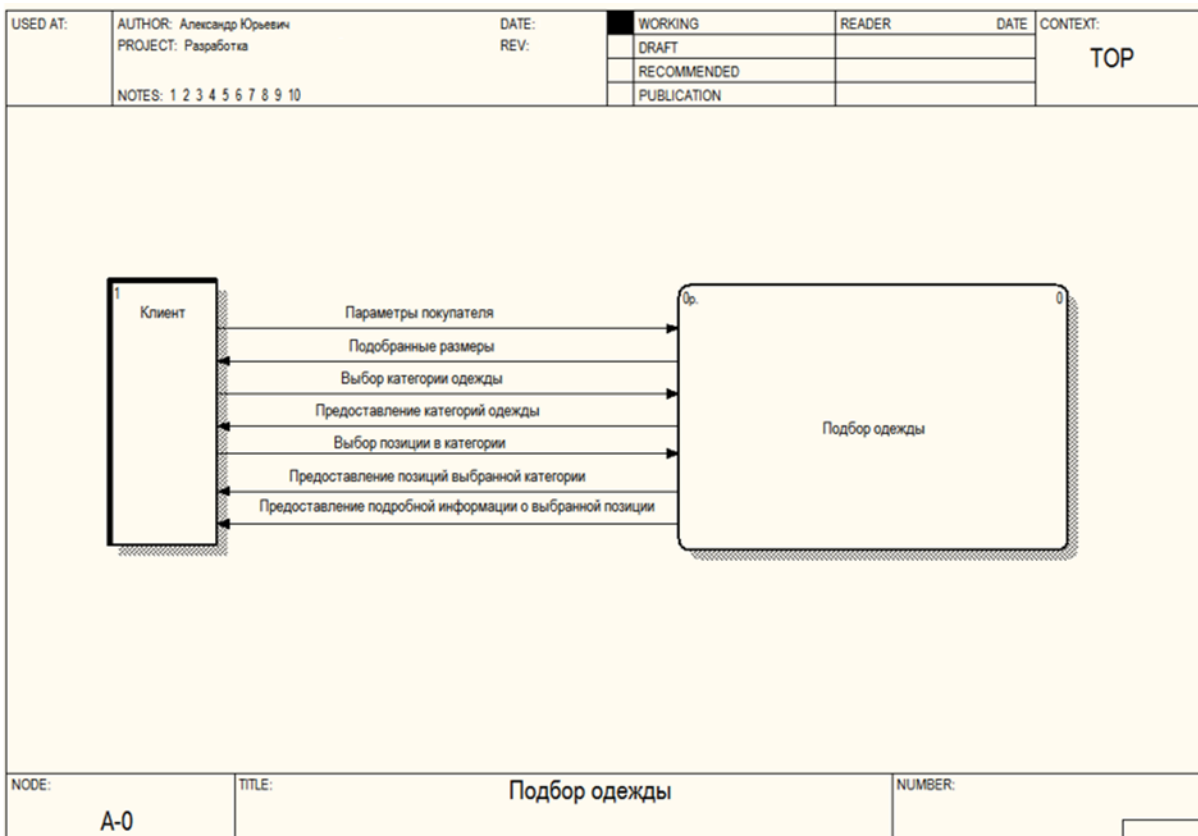 USED AT:
AUTHOR: Александр Юрьевич
DATE:
PROJECT: Разработка
REV:
NOTES: 1 2 3 4 5 6 7 8 9 10
WORKING
DRAFT
RECOMMENDED
PUBLICATION
READER
DATE
CONTEXT:
TOP
1
Клиент
Параметры покупателя
Подобранные размеры
Выбор категории одежды
Предоставление категорий одежды
Выбор позиции в категории
Предоставление позиций выбранной категории
Предоставление подробной информации о выбранной позиции
0р.
0
Подбор одежды
NODE:
A-0
TITLE:
Подбор одежды
NUMBER: